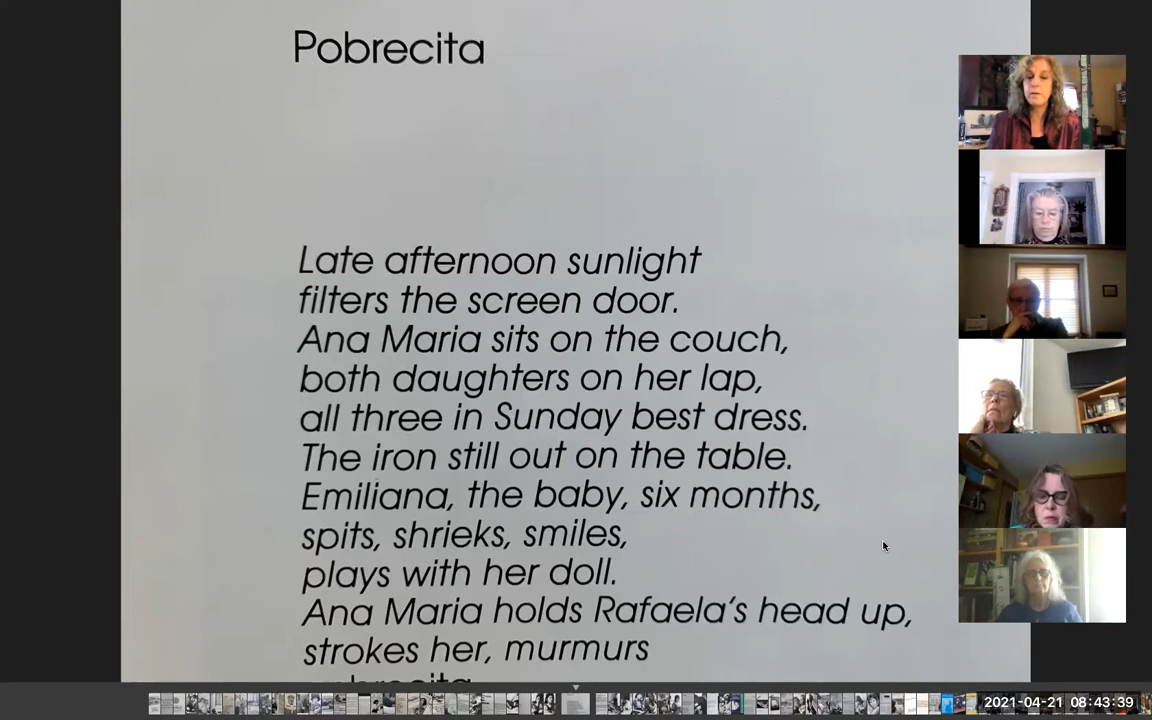 Pobrecita
Late afternoon sunlight
filters the screen door.
Ana Maria sits on the couch,
both daughters on her lap,
all three in Sunday best dress.
The iron still out on the table.
Emiliana, the baby, six months,
spits, shrieks, smiles,
plays with her doll.
Ana Maria holds Rafaela's head up,
strokes her, murmurs
2021-04-21 08:43:39